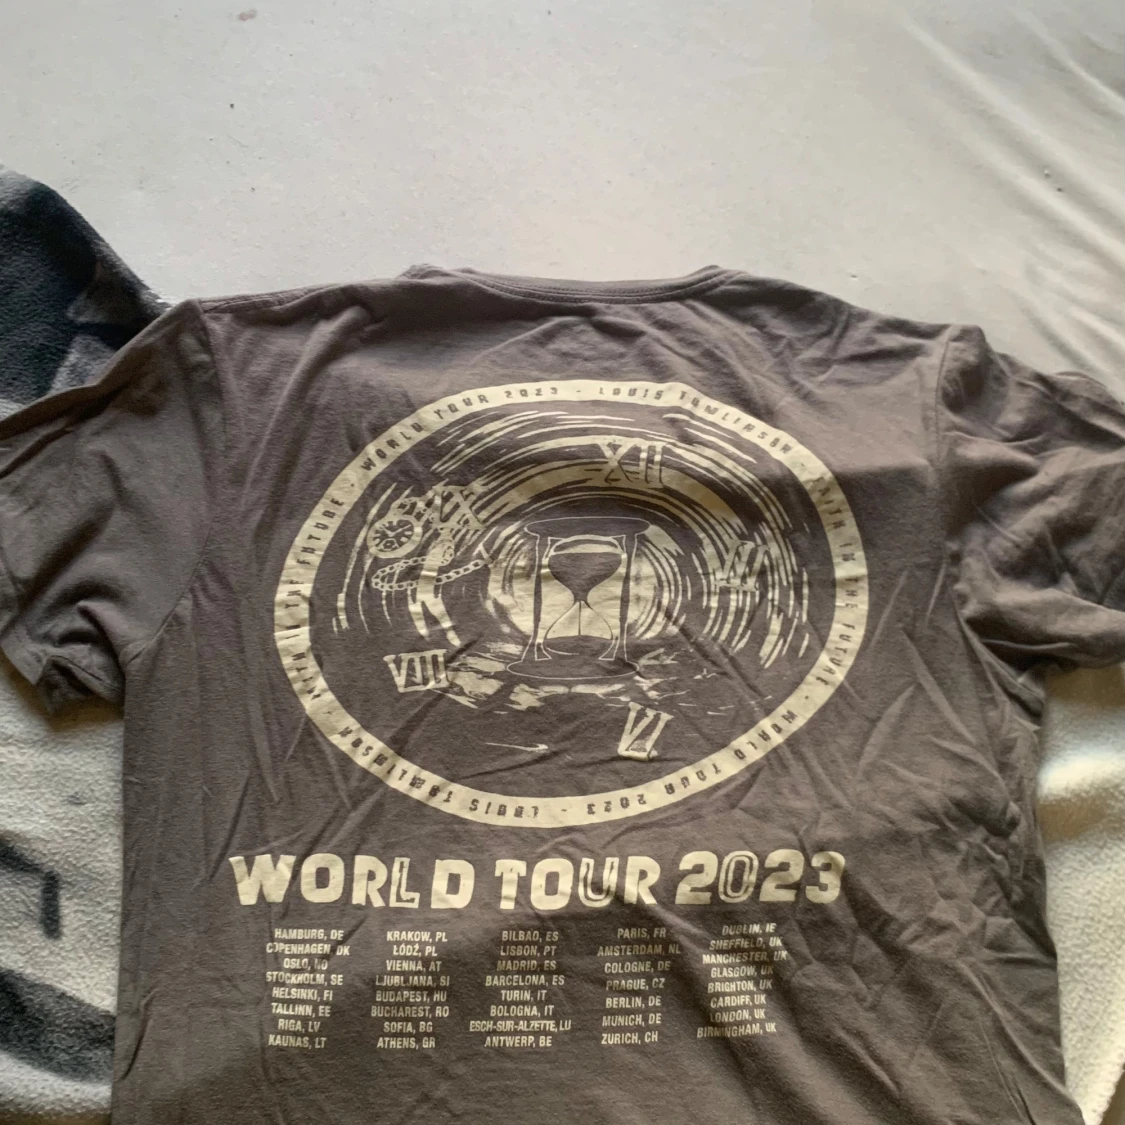 WORLD TOUR 2023 - LOUIS TOMLINSON - FAITH IN THE FUTURE - WORLD TOUR 2023 - LOUIS TOMLINSON - FAITH IN THE FUTURE -
XII
VIII
VI
WORLD TOUR 2023
HAMBURG, DE
COPENHAGEN, DK
OSLO, NO
STOCKHOLM, SE
HELSINKI, FI
TALLINN, EE
RIGA, LV
KAUNAS, LT
KRAKOW, PL
ŁÓDŹ, PL
VIENNA, AT
LJUBLJANA, SI
BUDAPEST, HU
BUCHAREST, RO
SOFIA, BG
ATHENS, GR
BILBAO, ES
LISBON, PT
MADRID, ES
BARCELONA, ES
TURIN, IT
BOLOGNA, IT
ESCH-SUR-ALZETTE, LU
ANTWERP, BE
PARIS, FR
AMSTERDAM, NL
COLOGNE, DE
PRAGUE, CZ
BERLIN, DE
MUNICH, DE
ZURICH, CH
DUBLIN, IE
SHEFFIELD, UK
MANCHESTER, UK
GLASGOW, UK
BRIGHTON, UK
CARDIFF, UK
LONDON, UK
BIRMINGHAM, UK